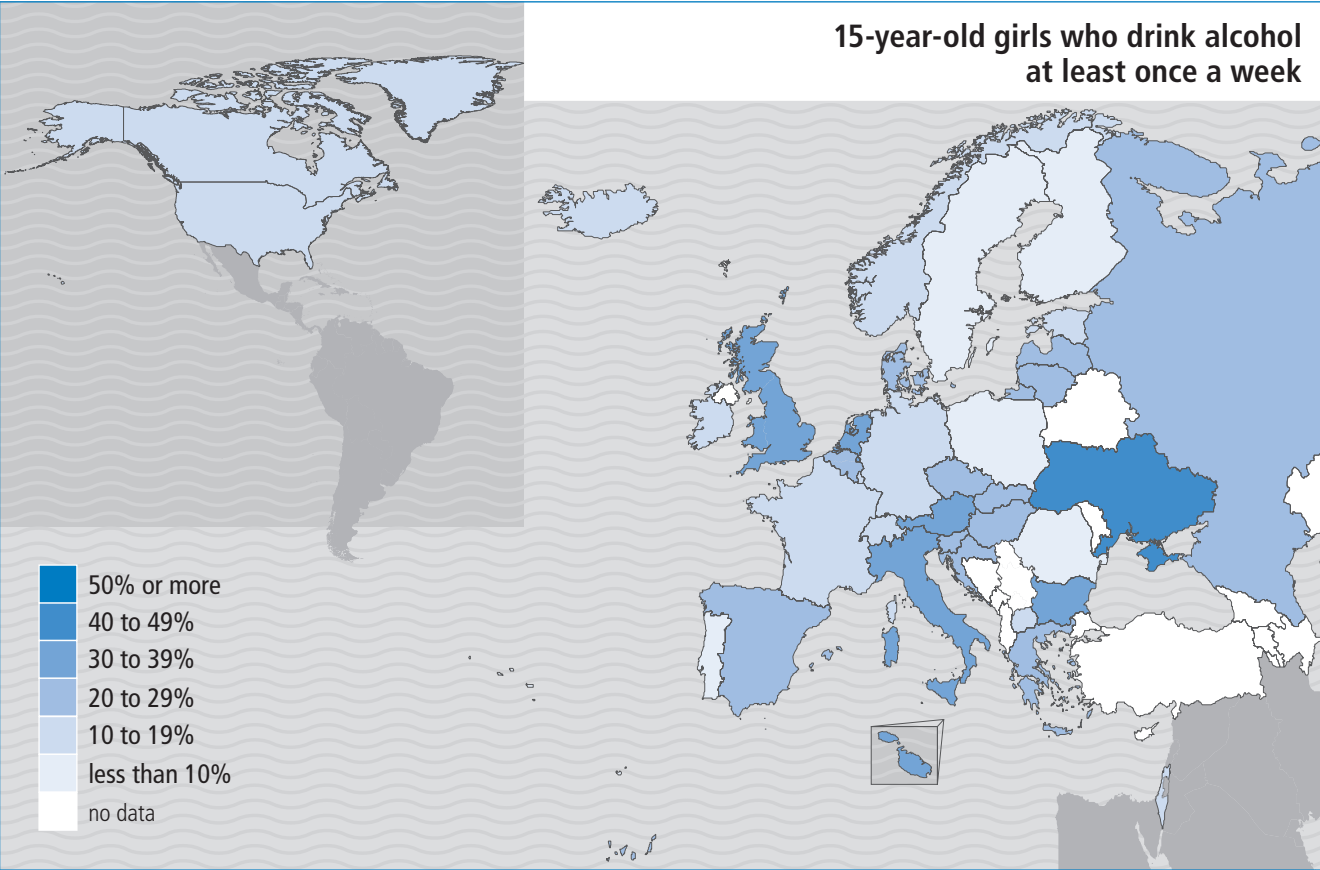 15-year-old girls who drink alcohol
at least once a week
50% or more
40 to 49%
30 to 39%
20 to 29%
10 to 19%
less than 10%
no data